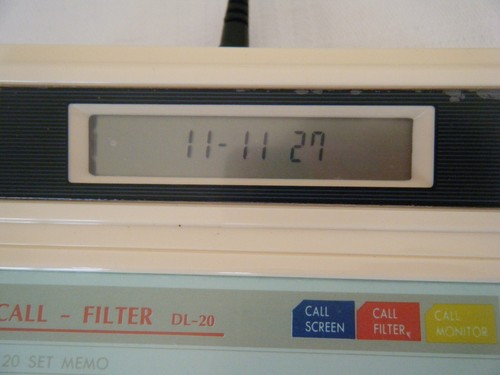 11-11 27
CALL - FILTER DL-20
CALL SCREEN
CALL FILTER
CALL MONITOR
20 SET MEMO